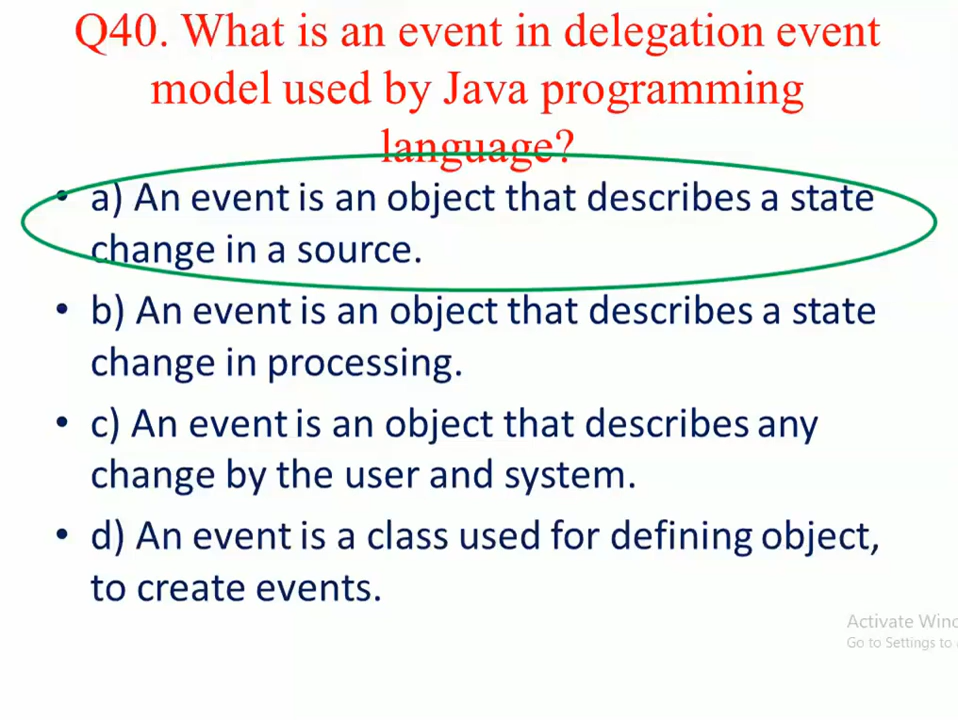 Q40. What is an event in delegation event
model used by Java programming
language?
• a) An event is an object that describes a state
change in a source.
• b) An event is an object that describes a state
change in processing.
• c) An event is an object that describes any
change by the user and system.
• d) An event is a class used for defining object,
to create events.
Activate Winc
Go to Settings to